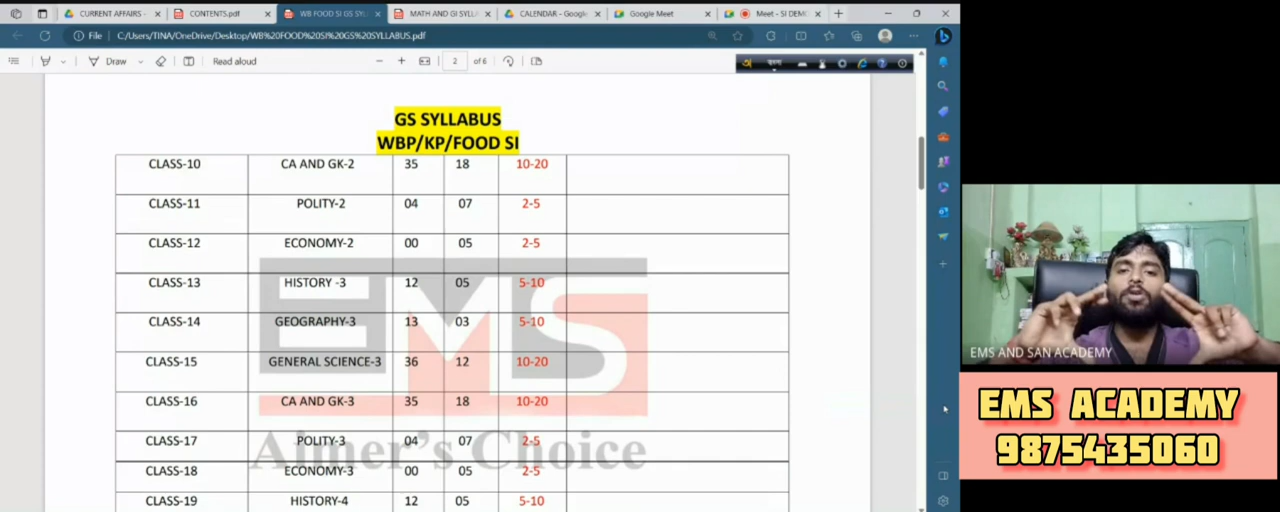 CURRENT AFFAIRS -
CONTENTS.pdf
WB FOOD SI GS SY
MATH AND GI SYLL
CALENDAR - Google
Google Meet
Meet - SI DEM
File C:/Users/TINA/OneDrive/Desktop/WB%20FOOD%20SI%20GS%20SYLLABUS.pdf
Draw Read aloud 2 of 6
GS SYLLABUS
WBP/KP/FOOD SI
CLASS-10 CA AND GK-2 35 18 10-20
CLASS-11 POLITY-2 04 07 2-5
CLASS-12 ECONOMY-2 00 05 2-5
CLASS-13 HISTORY -3 12 05 5-10
CLASS-14 GEOGRAPHY-3 13 03 5-10
CLASS-15 GENERAL SCIENCE-3 36 12 10-20
CLASS-16 CA AND GK-3 35 18 10-20
CLASS-17 POLITY-3 04 07 2-5
CLASS-18 ECONOMY-3 00 05 2-5
CLASS-19 HISTORY-4 12 05 5-10
EMS
Aimer's Choice
EMS AND SAN ACADEMY
EMS ACADEMY
9875435060